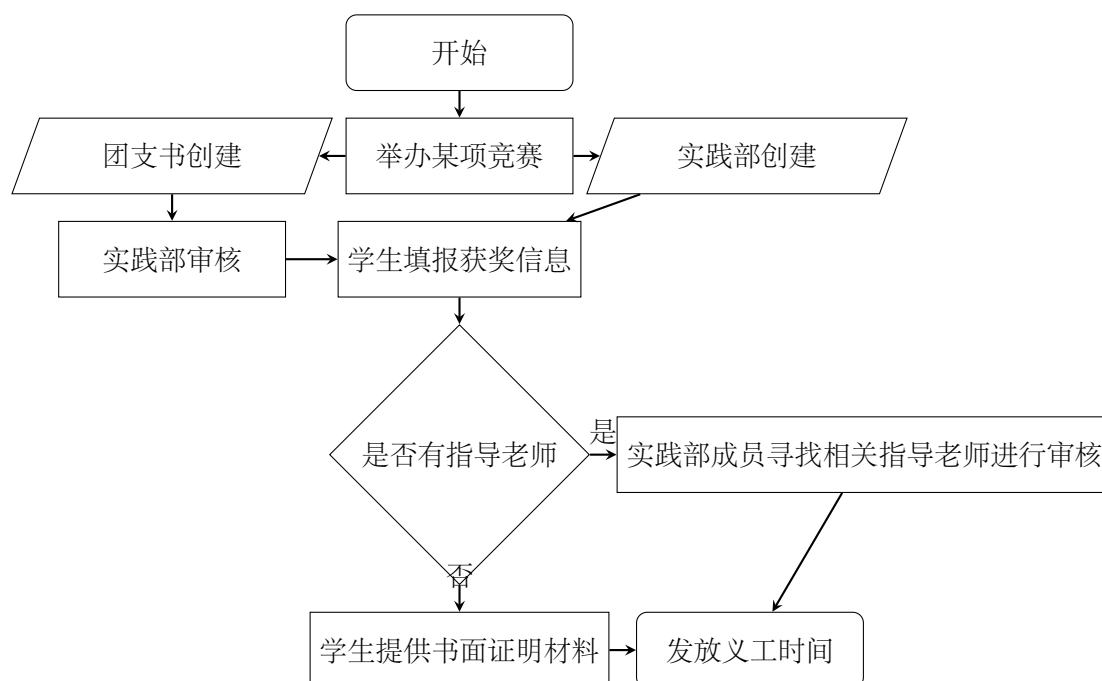 开始
团支书创建
举办某项竞赛
实践部创建
实践部审核
学生填报获奖信息
是否有指导老师
是
实践部成员寻找相关指导老师进行审核
否
学生提供书面证明材料
发放义工时间